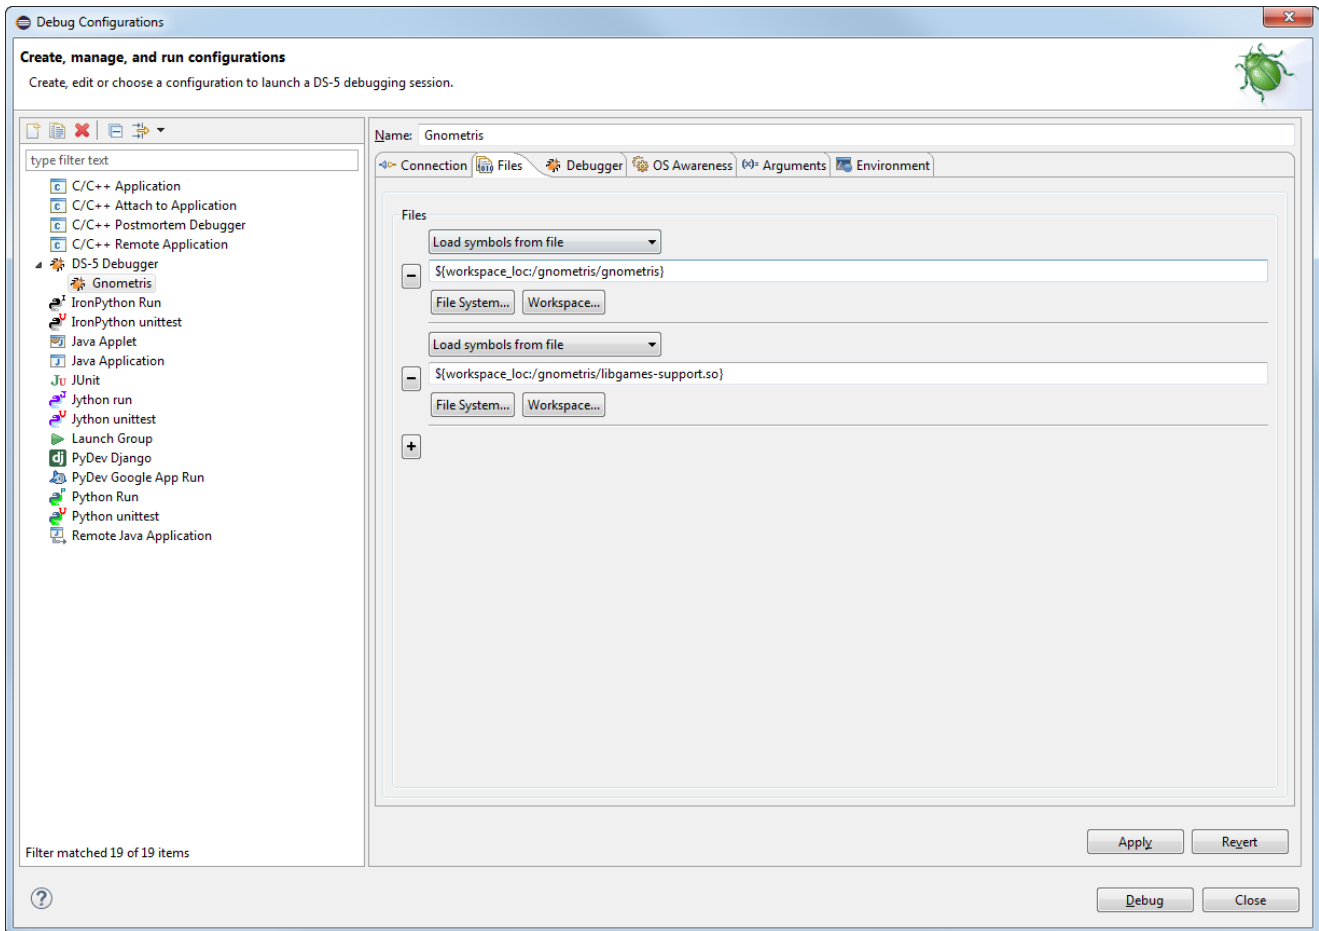 Debug Configurations
Create, manage, and run configurations
Create, edit or choose a configuration to launch a DS-5 debugging session.
type filter text
C/C++ Application
C/C++ Attach to Application
C/C++ Postmortem Debugger
C/C++ Remote Application
DS-5 Debugger
Gnometris
IronPython Run
IronPython unittest
Java Applet
Java Application
JUnit
Jython run
Jython unittest
Launch Group
PyDev Django
PyDev Google App Run
Python Run
Python unittest
Remote Java Application
Filter matched 19 of 19 items
Name: Gnometris
Connection Files Debugger OS Awareness Arguments Environment
Files
Load symbols from file
${workspace_loc:/gnometris/gnometris}
File System... Workspace...
Load symbols from file
${workspace_loc:/gnometris/libgames-support.so}
File System... Workspace...
Apply Revert
Debug Close